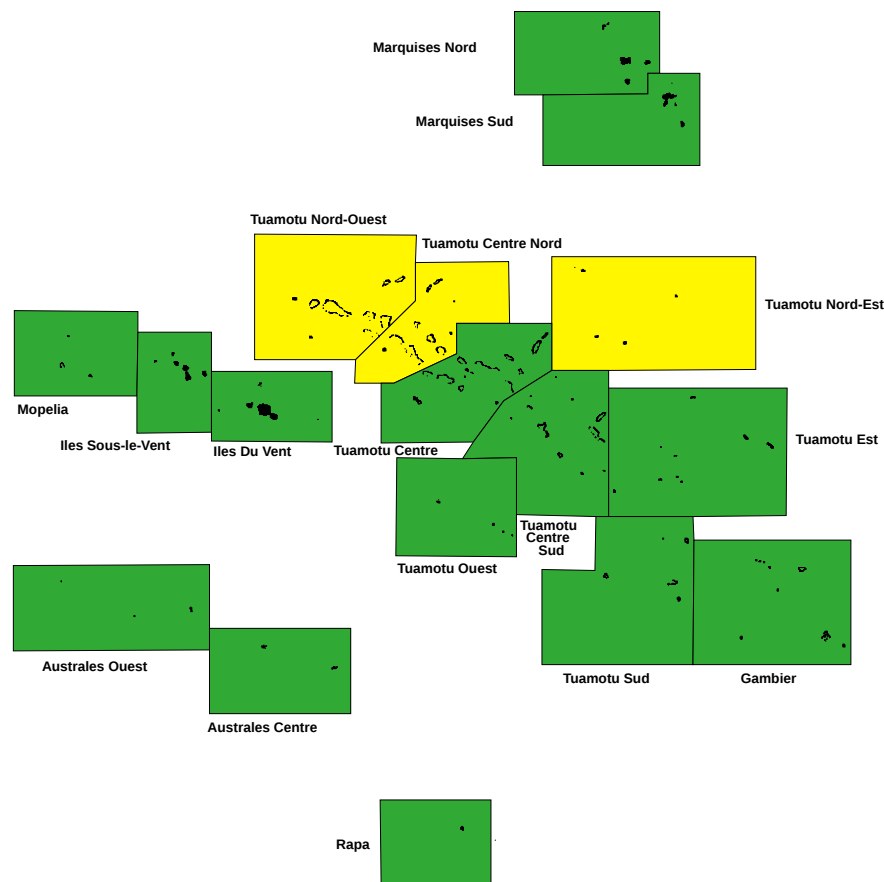 Marquises Nord
Marquises Sud
Tuamotu Nord-Ouest
Tuamotu Centre Nord
Tuamotu Nord-Est
Mopelia
Iles Sous-le-Vent
Iles Du Vent
Tuamotu Centre
Tuamotu Est
Tuamotu
Centre
Sud
Tuamotu Ouest
Australes Ouest
Tuamotu Sud
Gambier
Australes Centre
Rapa